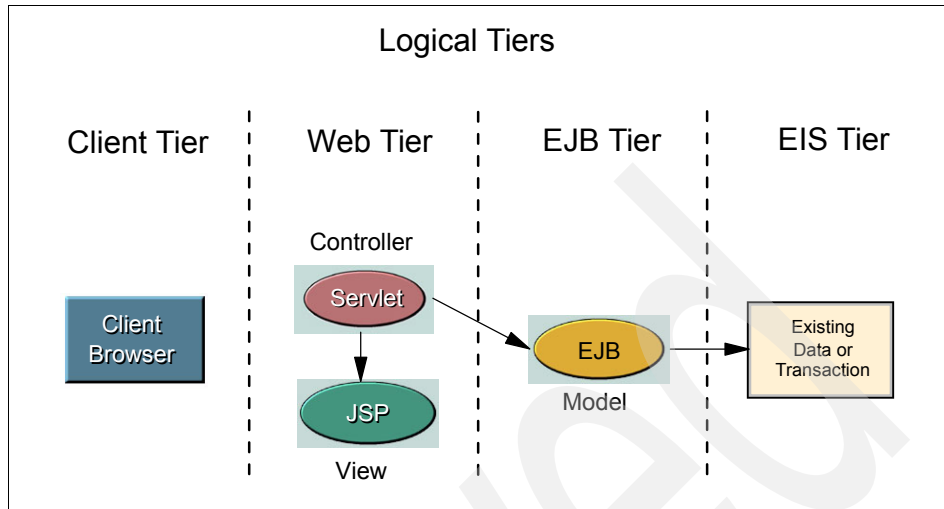 Logical Tiers
Client Tier
Web Tier
EJB Tier
EIS Tier
Controller
Servlet
Client
Browser
JSP
View
EJB
Model
Existing
Data or
Transaction